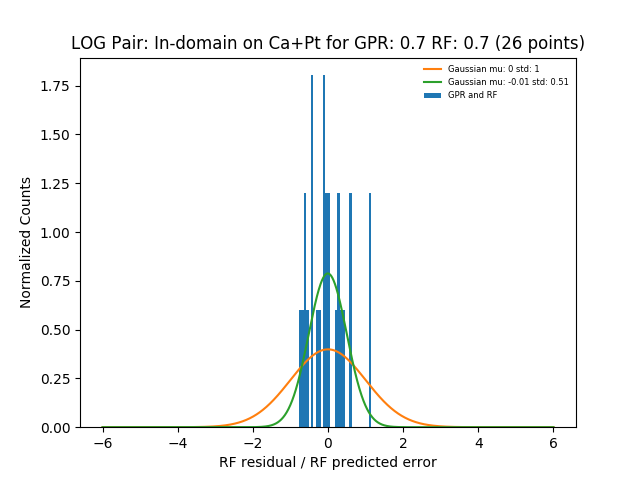 LOG Pair: In-domain on Ca+Pt for GPR: 0.7 RF: 0.7 (26 points)
Gaussian mu: 0 std: 1
Gaussian mu: -0.01 std: 0.51
GPR and RF
Normalized Counts
1.75
1.50
1.25
1.00
0.75
0.50
0.25
0.00
−6
−4
−2
0
2
4
6
RF residual / RF predicted error